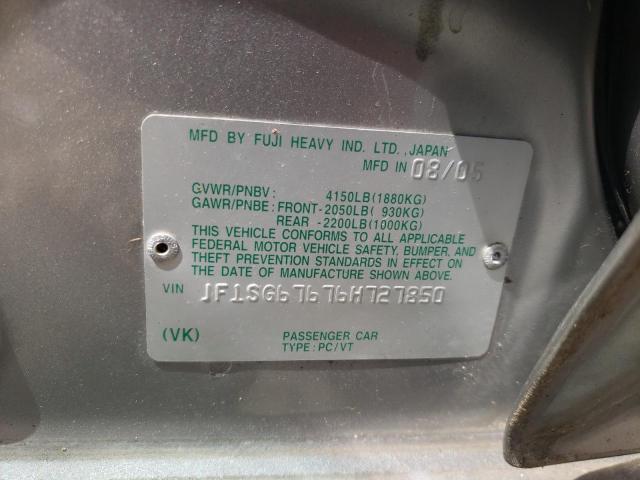 MFD BY FUJI HEAVY IND. LTD., JAPAN
MFD IN 08/05
GVWR/PNBV : 4150LB(1880KG)
GAWR/PNBE : FRONT-2050LB( 930KG)
REAR -2200LB(1000KG)
THIS VEHICLE CONFORMS TO ALL APPLICABLE
FEDERAL MOTOR VEHICLE SAFETY, BUMPER, AND
THEFT PREVENTION STANDARDS IN EFFECT ON
THE DATE OF MANUFACTURE SHOWN ABOVE.
VIN JF1SG67676H727850
(VK) PASSENGER CAR
TYPE : PC/VT